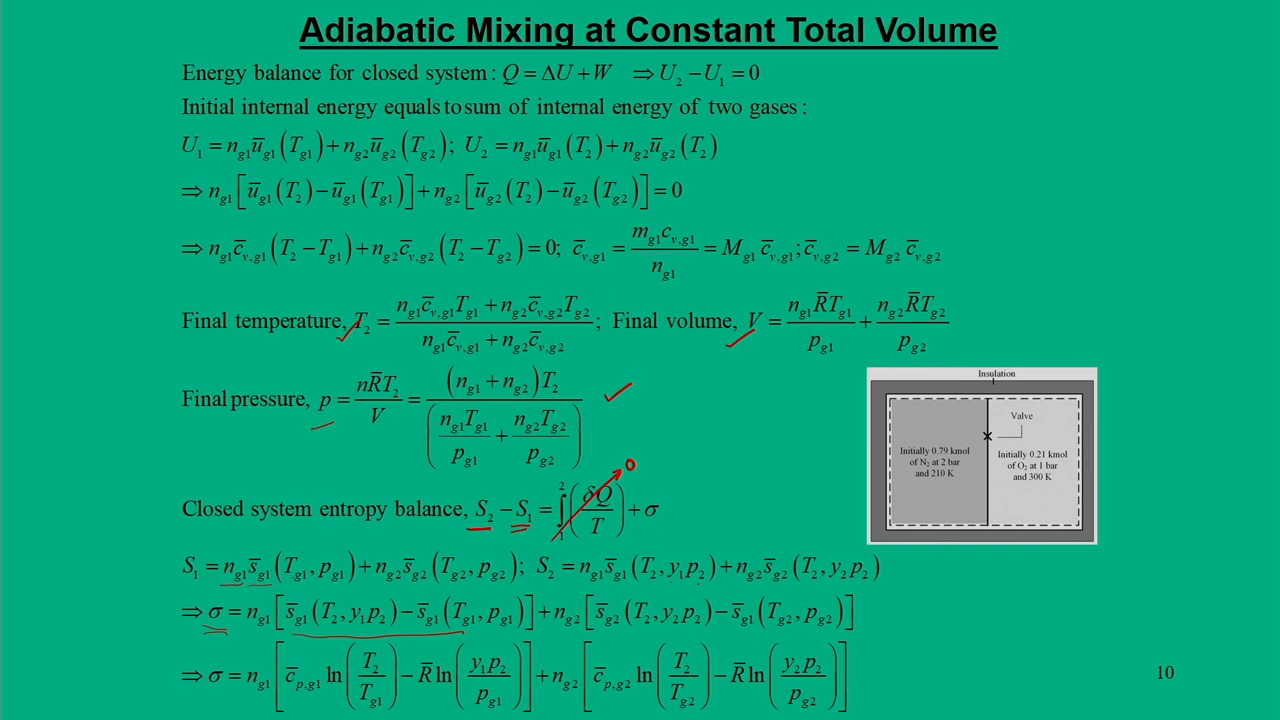 Adiabatic Mixing at Constant Total Volume
Energy balance for closed system : Q = ΔU + W ⇒ U₂ − U₁ = 0
Initial internal energy equals to sum of internal energy of two gases :
U₁ = n_g1 u̅_g1 (T_g1) + n_g2 u̅_g2 (T_g2); U₂ = n_g1 u̅_g1 (T₂) + n_g2 u̅_g2 (T₂)
⇒ n_g1 [u̅_g1 (T₂) − u̅_g1 (T_g1)] + n_g2 [u̅_g2 (T₂) − u̅_g2 (T_g2)] = 0
⇒ n_g1 c̅_v,g1 (T₂ − T_g1) + n_g2 c̅_v,g2 (T₂ − T_g2) = 0; c̅_v,g1 = m_g1 c_v,g1 / n_g1 = M_g1 c̅_v,g1; c̅_v,g2 = M_g2 c̅_v,g2
Final temperature, T₂ = (n_g1 c̅_v,g1 T_g1 + n_g2 c̅_v,g2 T_g2) / (n_g1 c̅_v,g1 + n_g2 c̅_v,g2); Final volume, V = n_g1 R̅ T_g1 / p_g1 + n_g2 R̅ T_g2 / p_g2
Final pressure, p = n R̅ T₂ / V = (n_g1 + n_g2) T₂ / (n_g1 T_g1 / p_g1 + n_g2 T_g2 / p_g2)
Insulation
Valve
Initially 0.79 kmol
of N₂ at 2 bar
and 210 K
Initially 0.21 kmol
of O₂ at 1 bar
and 300 K
0
Closed system entropy balance, S₂ − S₁ = ∫₁² (δQ / T) + σ
S₁ = n_g1 s̅_g1 (T_g1, p_g1) + n_g2 s̅_g2 (T_g2, p_g2); S₂ = n_g1 s̅_g1 (T₂, y₁p₂) + n_g2 s̅_g2 (T₂, y₂p₂)
⇒ σ = n_g1 [s̅_g1 (T₂, y₁p₂) − s̅_g1 (T_g1, p_g1)] + n_g2 [s̅_g2 (T₂, y₂p₂) − s̅_g1 (T_g2, p_g2)]
⇒ σ = n_g1 [c̅_p,g1 ln (T₂ / T_g1) − R̅ ln (y₁p₂ / p_g1)] + n_g2 [c̅_p,g2 ln (T₂ / T_g2) − R̅ ln (y₂p₂ / p_g2)]
10